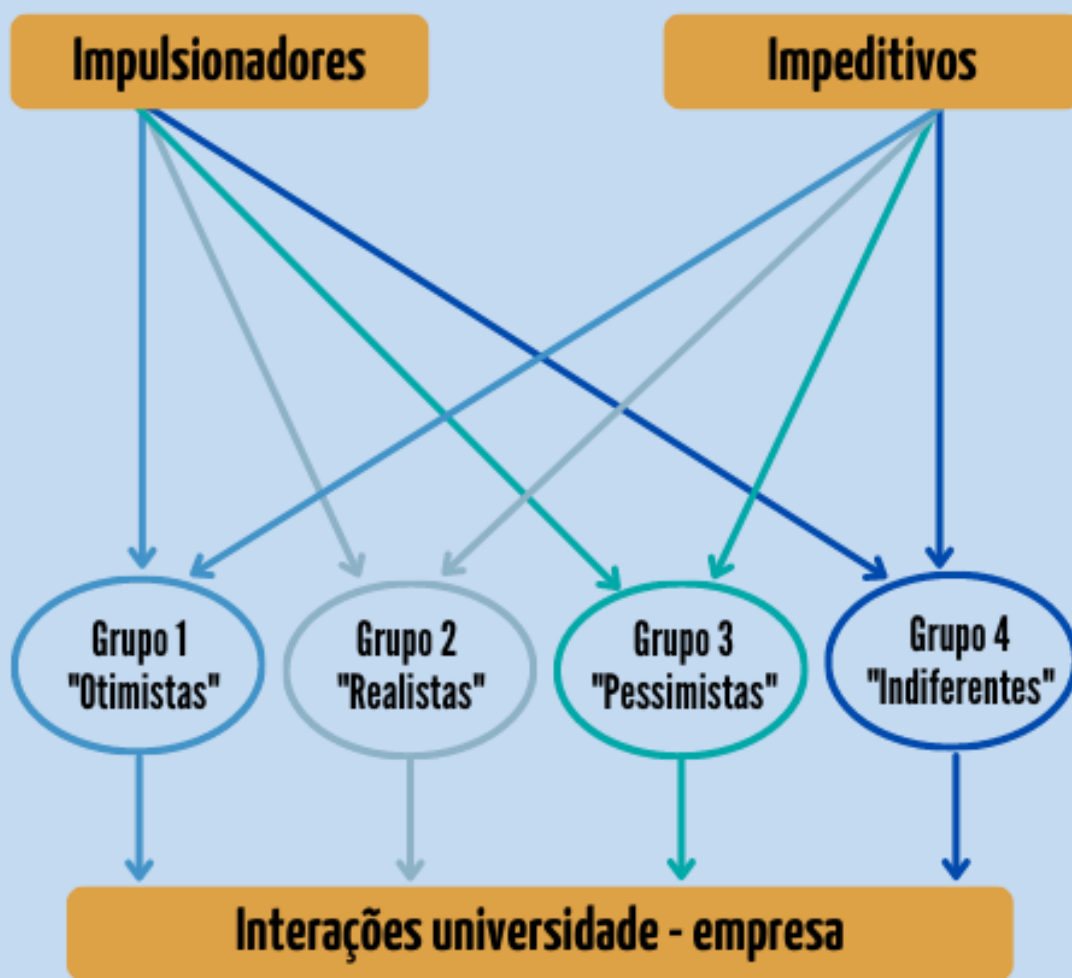 Impulsionadores
Impeditivos
Grupo 1
"Otimistas"
Grupo 2
"Realistas"
Grupo 3
"Pessimistas"
Grupo 4
"Indiferentes"
Interações universidade - empresa